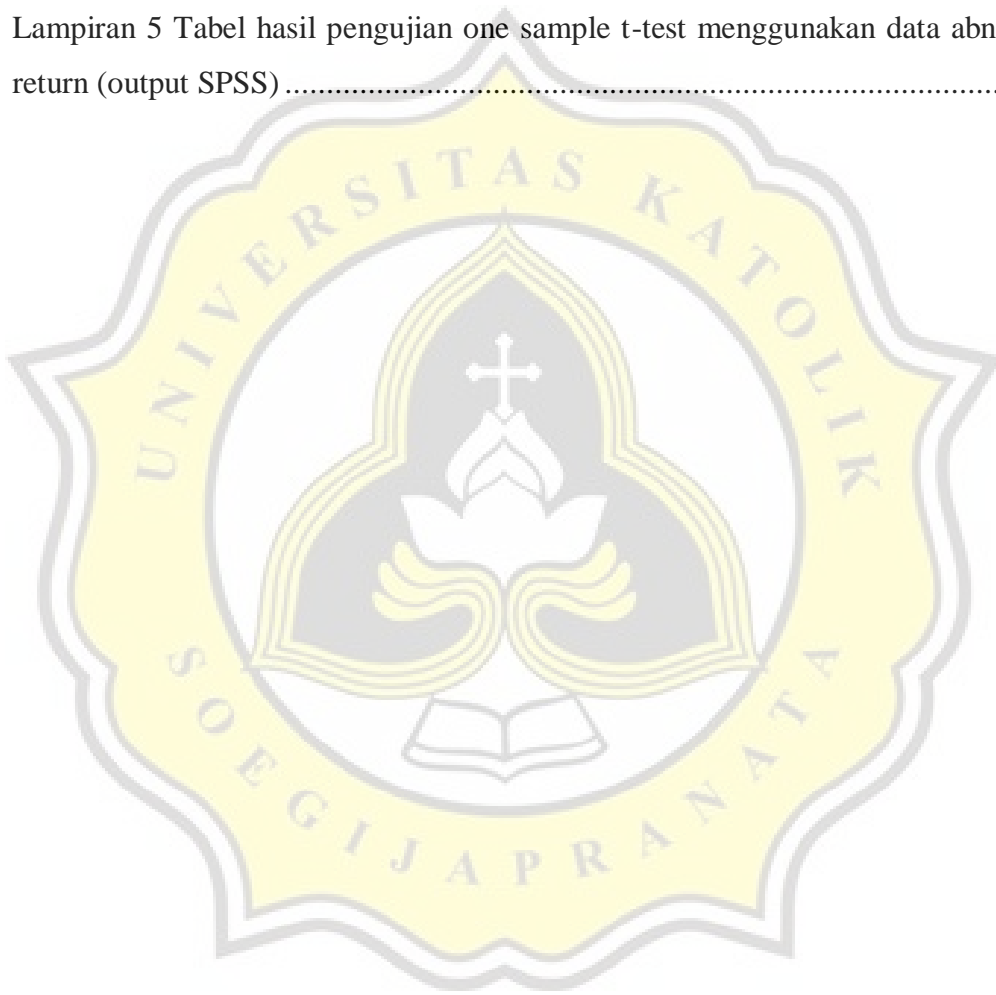 Lampiran 5 Tabel hasil pengujian one sample t-test menggunakan data abn
return (output SPSS) ......................................................................................
UNIVERSITAS KATOLIK
SOEGIJAPRANATA